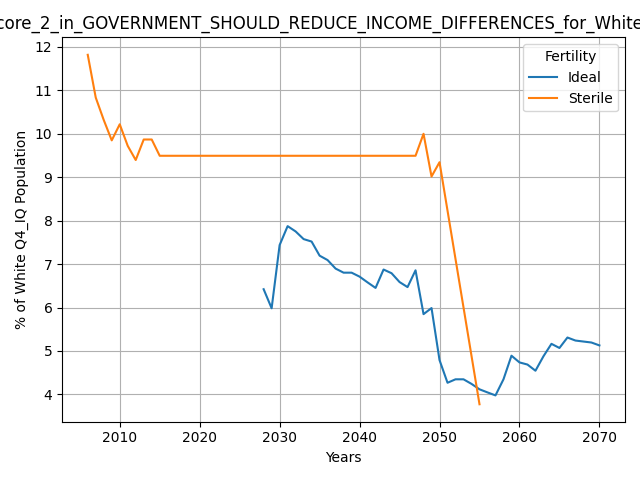 core_2_in_GOVERNMENT_SHOULD_REDUCE_INCOME_DIFFERENCES_for_White
Fertility
Ideal
Sterile
% of White Q4_IQ Population
12
11
10
9
8
7
6
5
4
2010 2020 2030 2040 2050 2060 2070
Years